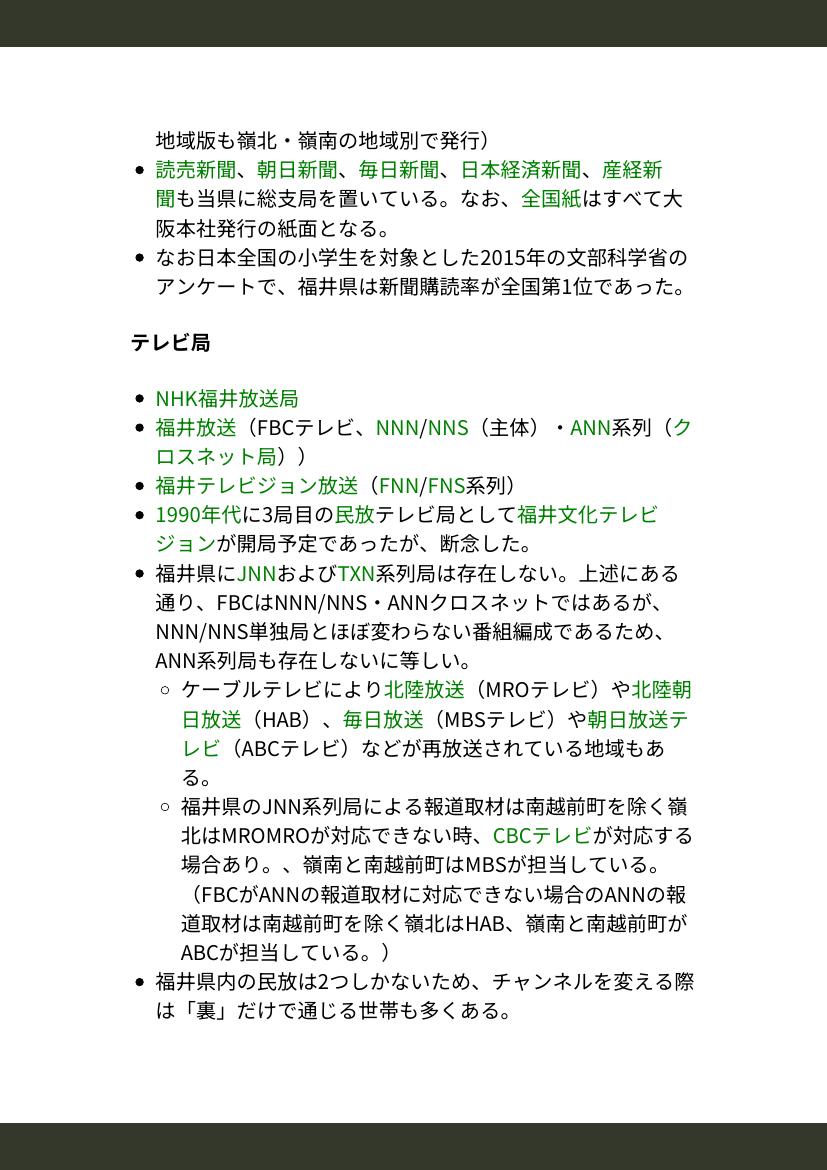 地域版も嶺北・嶺南の地域別で発行）
• 読売新聞、朝日新聞、毎日新聞、日本経済新聞、産経新
聞も当県に総支局を置いている。なお、全国紙はすべて大
阪本社発行の紙面となる。
• なお日本全国の小学生を対象とした2015年の文部科学省の
アンケートで、福井県は新聞購読率が全国第1位であった。
テレビ局
• NHK福井放送局
• 福井放送（FBCテレビ、NNN/NNS（主体）・ANN系列（ク
ロスネット局））
• 福井テレビジョン放送（FNN/FNS系列）
• 1990年代に3局目の民放テレビ局として福井文化テレビ
ジョンが開局予定であったが、断念した。
• 福井県にJNNおよびTXN系列局は存在しない。上述にある
通り、FBCはNNN/NNS・ANNクロスネットではあるが、
NNN/NNS単独局とほぼ変わらない番組編成であるため、
ANN系列局も存在しないに等しい。
◦ ケーブルテレビにより北陸放送（MROテレビ）や北陸朝
日放送（HAB）、毎日放送（MBSテレビ）や朝日放送テ
レビ（ABCテレビ）などが再放送されている地域もあ
る。
◦ 福井県のJNN系列局による報道取材は南越前町を除く嶺
北はMROMROが対応できない時、CBCテレビが対応する
場合あり。、嶺南と南越前町はMBSが担当している。
（FBCがANNの報道取材に対応できない場合のANNの報
道取材は南越前町を除く嶺北はHAB、嶺南と南越前町が
ABCが担当している。）
• 福井県内の民放は2つしかないため、チャンネルを変える際
は「裏」だけで通じる世帯も多くある。